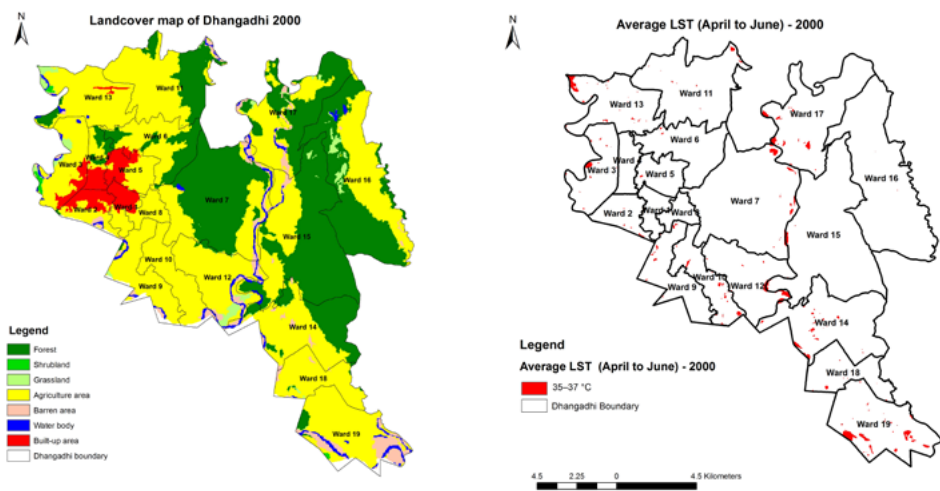 Landcover map of Dhangadhi 2000
N
Ward 11
Ward 13
Ward 17
Ward 6
Ward 3
Ward 5
Ward 16
Ward 2
Ward 8
Ward 7
Ward 15
Ward 10
Ward 12
Ward 9
Ward 14
Ward 18
Ward 19
Legend
Forest
Shrubland
Grassland
Agriculture area
Barren area
Water body
Built-up area
Dhangadhi boundary
Average LST (April to June) - 2000
N
Ward 11
Ward 13
Ward 17
Ward 6
Ward 3
Ward 5
Ward 16
Ward 2
Ward 7
Ward 15
Ward 9
Ward 12
Ward 14
Ward 18
Ward 19
Legend
Average LST (April to June) - 2000
35–37 °C
Dhangadhi Boundary
4.5 2.25 0 4.5 Kilometers